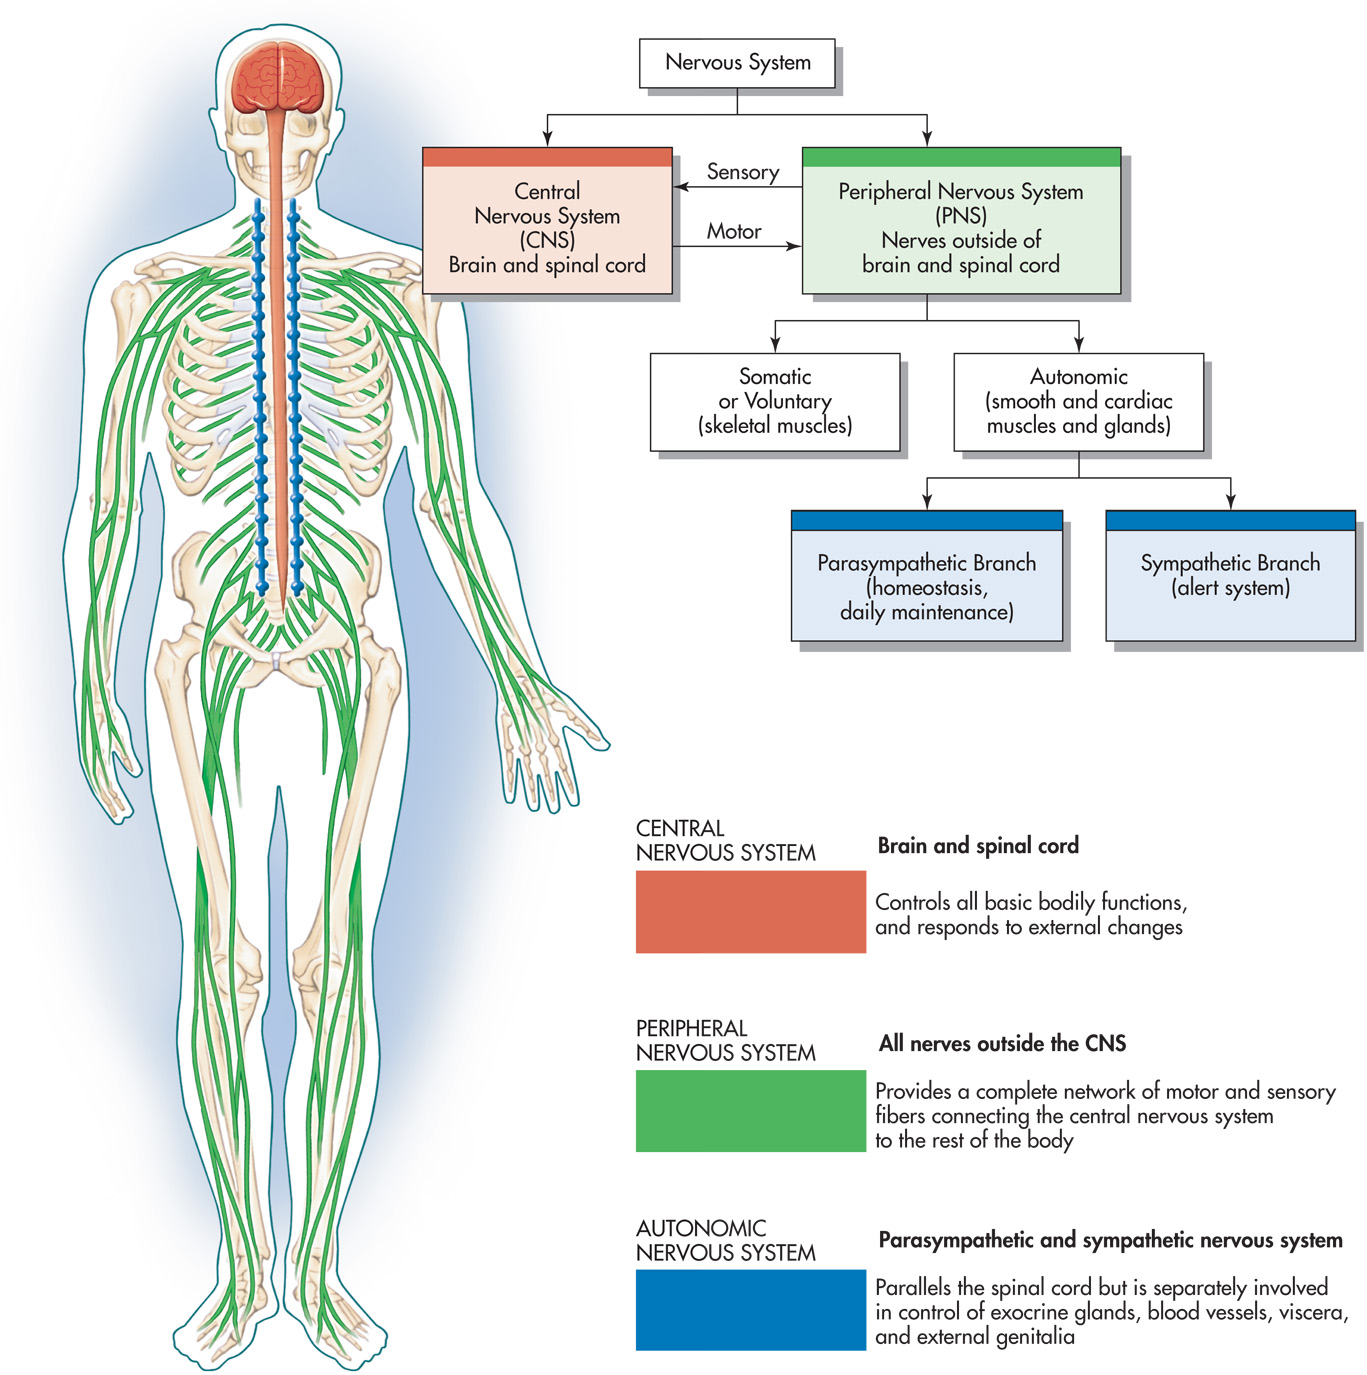 Nervous System
Central
Nervous System
(CNS)
Brain and spinal cord
Sensory
Motor
Peripheral Nervous System
(PNS)
Nerves outside of
brain and spinal cord
Somatic
or Voluntary
(skeletal muscles)
Autonomic
(smooth and cardiac
muscles and glands)
Parasympathetic Branch
(homeostasis,
daily maintenance)
Sympathetic Branch
(alert system)
CENTRAL
NERVOUS SYSTEM
Brain and spinal cord
Controls all basic bodily functions,
and responds to external changes
PERIPHERAL
NERVOUS SYSTEM
All nerves outside the CNS
Provides a complete network of motor and sensory
fibers connecting the central nervous system
to the rest of the body
AUTONOMIC
NERVOUS SYSTEM
Parasympathetic and sympathetic nervous system
Parallels the spinal cord but is separately involved
in control of exocrine glands, blood vessels, viscera,
and external genitalia